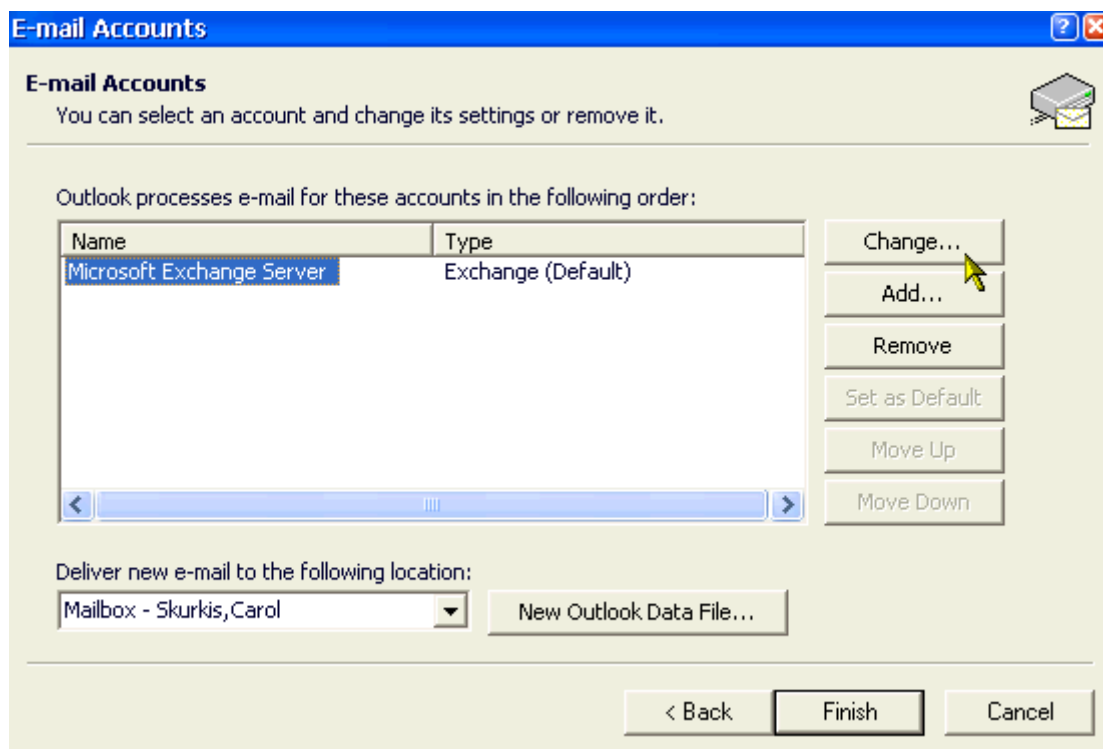 E-mail Accounts
E-mail Accounts
You can select an account and change its settings or remove it.
Outlook processes e-mail for these accounts in the following order:
Name Type
Microsoft Exchange Server Exchange (Default)
Change...
Add...
Remove
Set as Default
Move Up
Move Down
Deliver new e-mail to the following location:
Mailbox - Skurkis,Carol New Outlook Data File...
< Back Finish Cancel